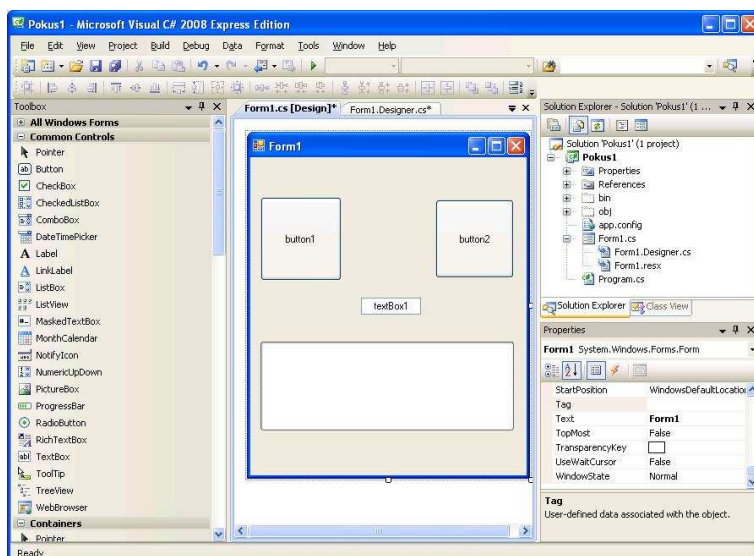 Pokus1 - Microsoft Visual C# 2008 Express Edition
File Edit View Project Build Debug Data Format Tools Window Help
Toolbox
All Windows Forms
Common Controls
Pointer
Button
CheckBox
CheckedListBox
ComboBox
DateTimePicker
Label
LinkLabel
ListBox
ListView
MaskedTextBox
MonthCalendar
NotifyIcon
NumericUpDown
PictureBox
ProgressBar
RadioButton
RichTextBox
TextBox
ToolTip
TreeView
WebBrowser
Containers
Pointer
Form1.cs [Design]* Form1.Designer.cs*
Form1
button1 button2
textBox1
Solution Explorer - Solution 'Pokus1' (1 ...
Solution 'Pokus1' (1 project)
Pokus1
Properties
References
bin
obj
app.config
Form1.cs
Form1.Designer.cs
Form1.resx
Program.cs
Solution Explorer Class View
Properties
Form1 System.Windows.Forms.Form
StartPosition WindowsDefaultLocation
Tag
Text Form1
TopMost False
TransparencyKey
UseWaitCursor False
WindowState Normal
Tag
User-defined data associated with the object.
Ready